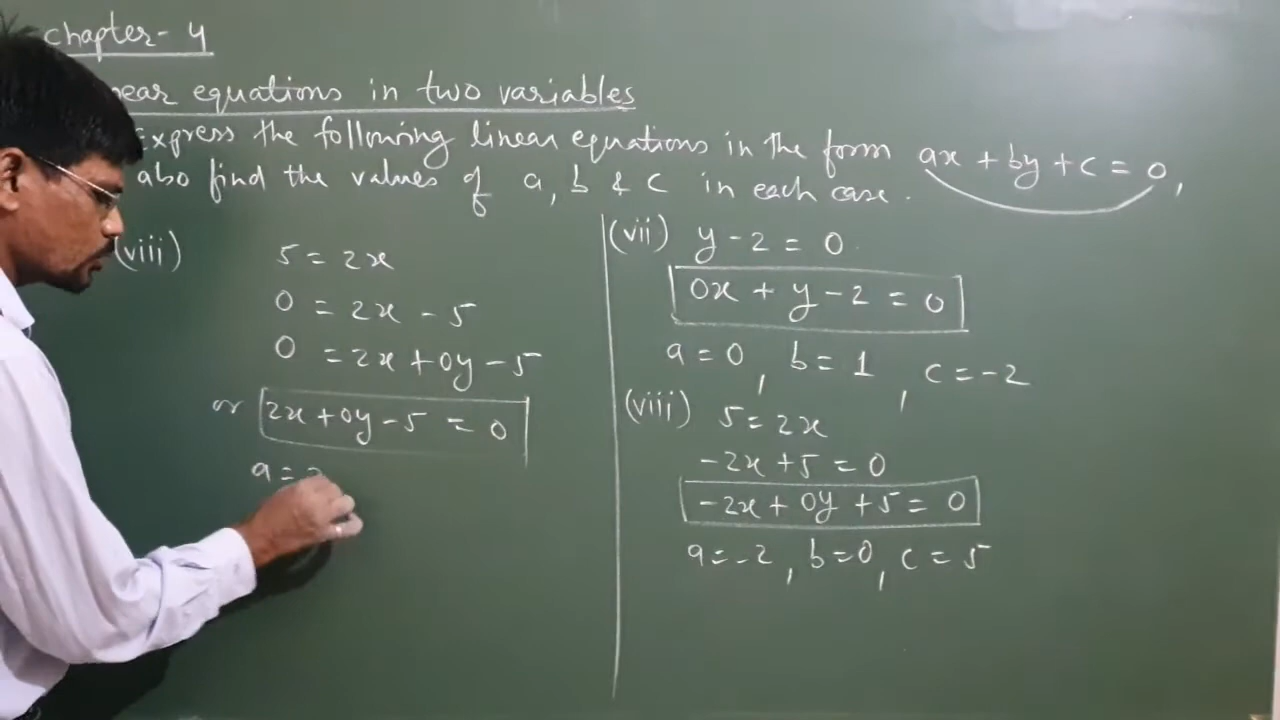 Chapter- 4
equations in two variables
Express the following linear equations in the form ax + by + c = 0,
also find the values of a, b & c in each case.
(viii) 5 = 2x
0 = 2x - 5
0 = 2x + 0y - 5
or 2x + 0y - 5 = 0
a =
(vii) y - 2 = 0
0x + y - 2 = 0
a = 0, b = 1, c = -2
(viii) 5 = 2x
-2x + 5 = 0
-2x + 0y + 5 = 0
a = -2, b = 0, c = 5